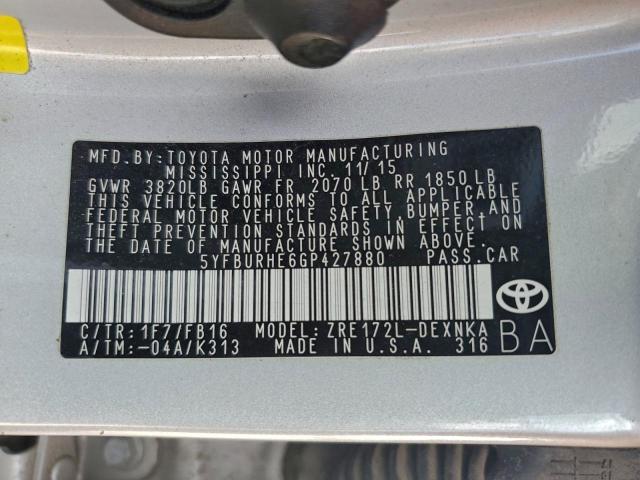 MFD.BY:TOYOTA MOTOR MANUFACTURING
MISSISSIPPI INC. 11/15
GVWR 3820LB GAWR FR 2070 LB RR 1850 LB
THIS VEHICLE CONFORMS TO ALL APPLICABLE
FEDERAL MOTOR VEHICLE SAFETY,BUMPER,AND
THEFT PREVENTION STANDARDS IN EFFECT ON
THE DATE OF MANUFACTURE SHOWN ABOVE.
5YFBURHE6GP427880 PASS.CAR
TOYOTA
C/TR:1F7/FB16 MODEL:ZRE172L-DEXNKA
A/TM:-04A/K313 MADE IN U.S.A. 316 BA